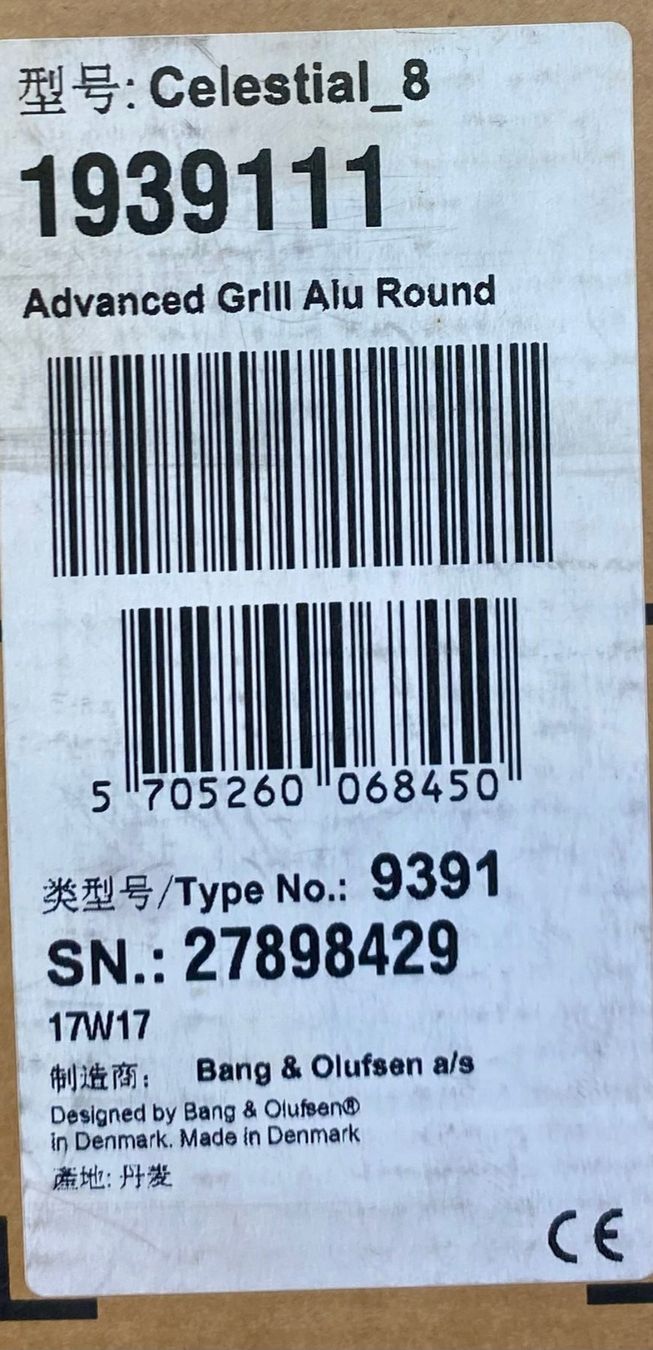 型号: Celestial_8
1939111
Advanced Grill Alu Round
5 705260 068450
类型号/Type No.: 9391
SN.: 27898429
17W17
制造商: Bang & Olufsen a/s
Designed by Bang & Olufsen®
in Denmark. Made in Denmark
產地: 丹麦
CE